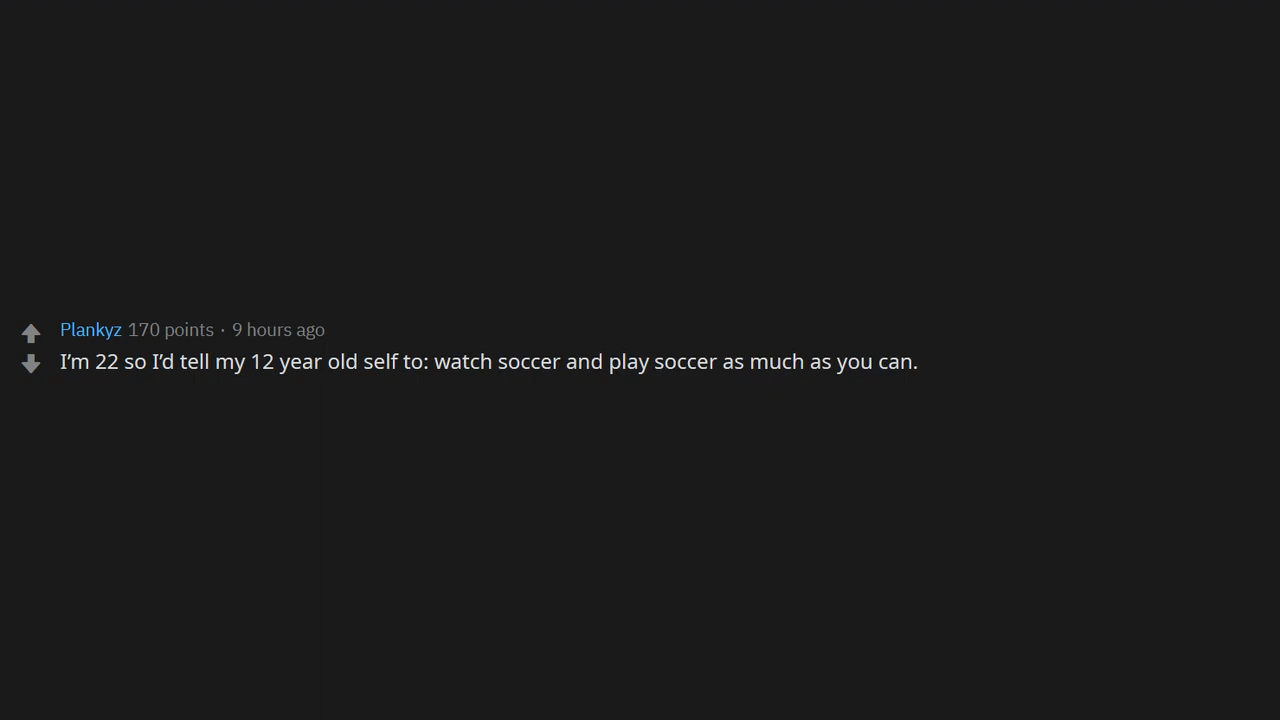 Plankyz 170 points · 9 hours ago
I’m 22 so I’d tell my 12 year old self to: watch soccer and play soccer as much as you can.